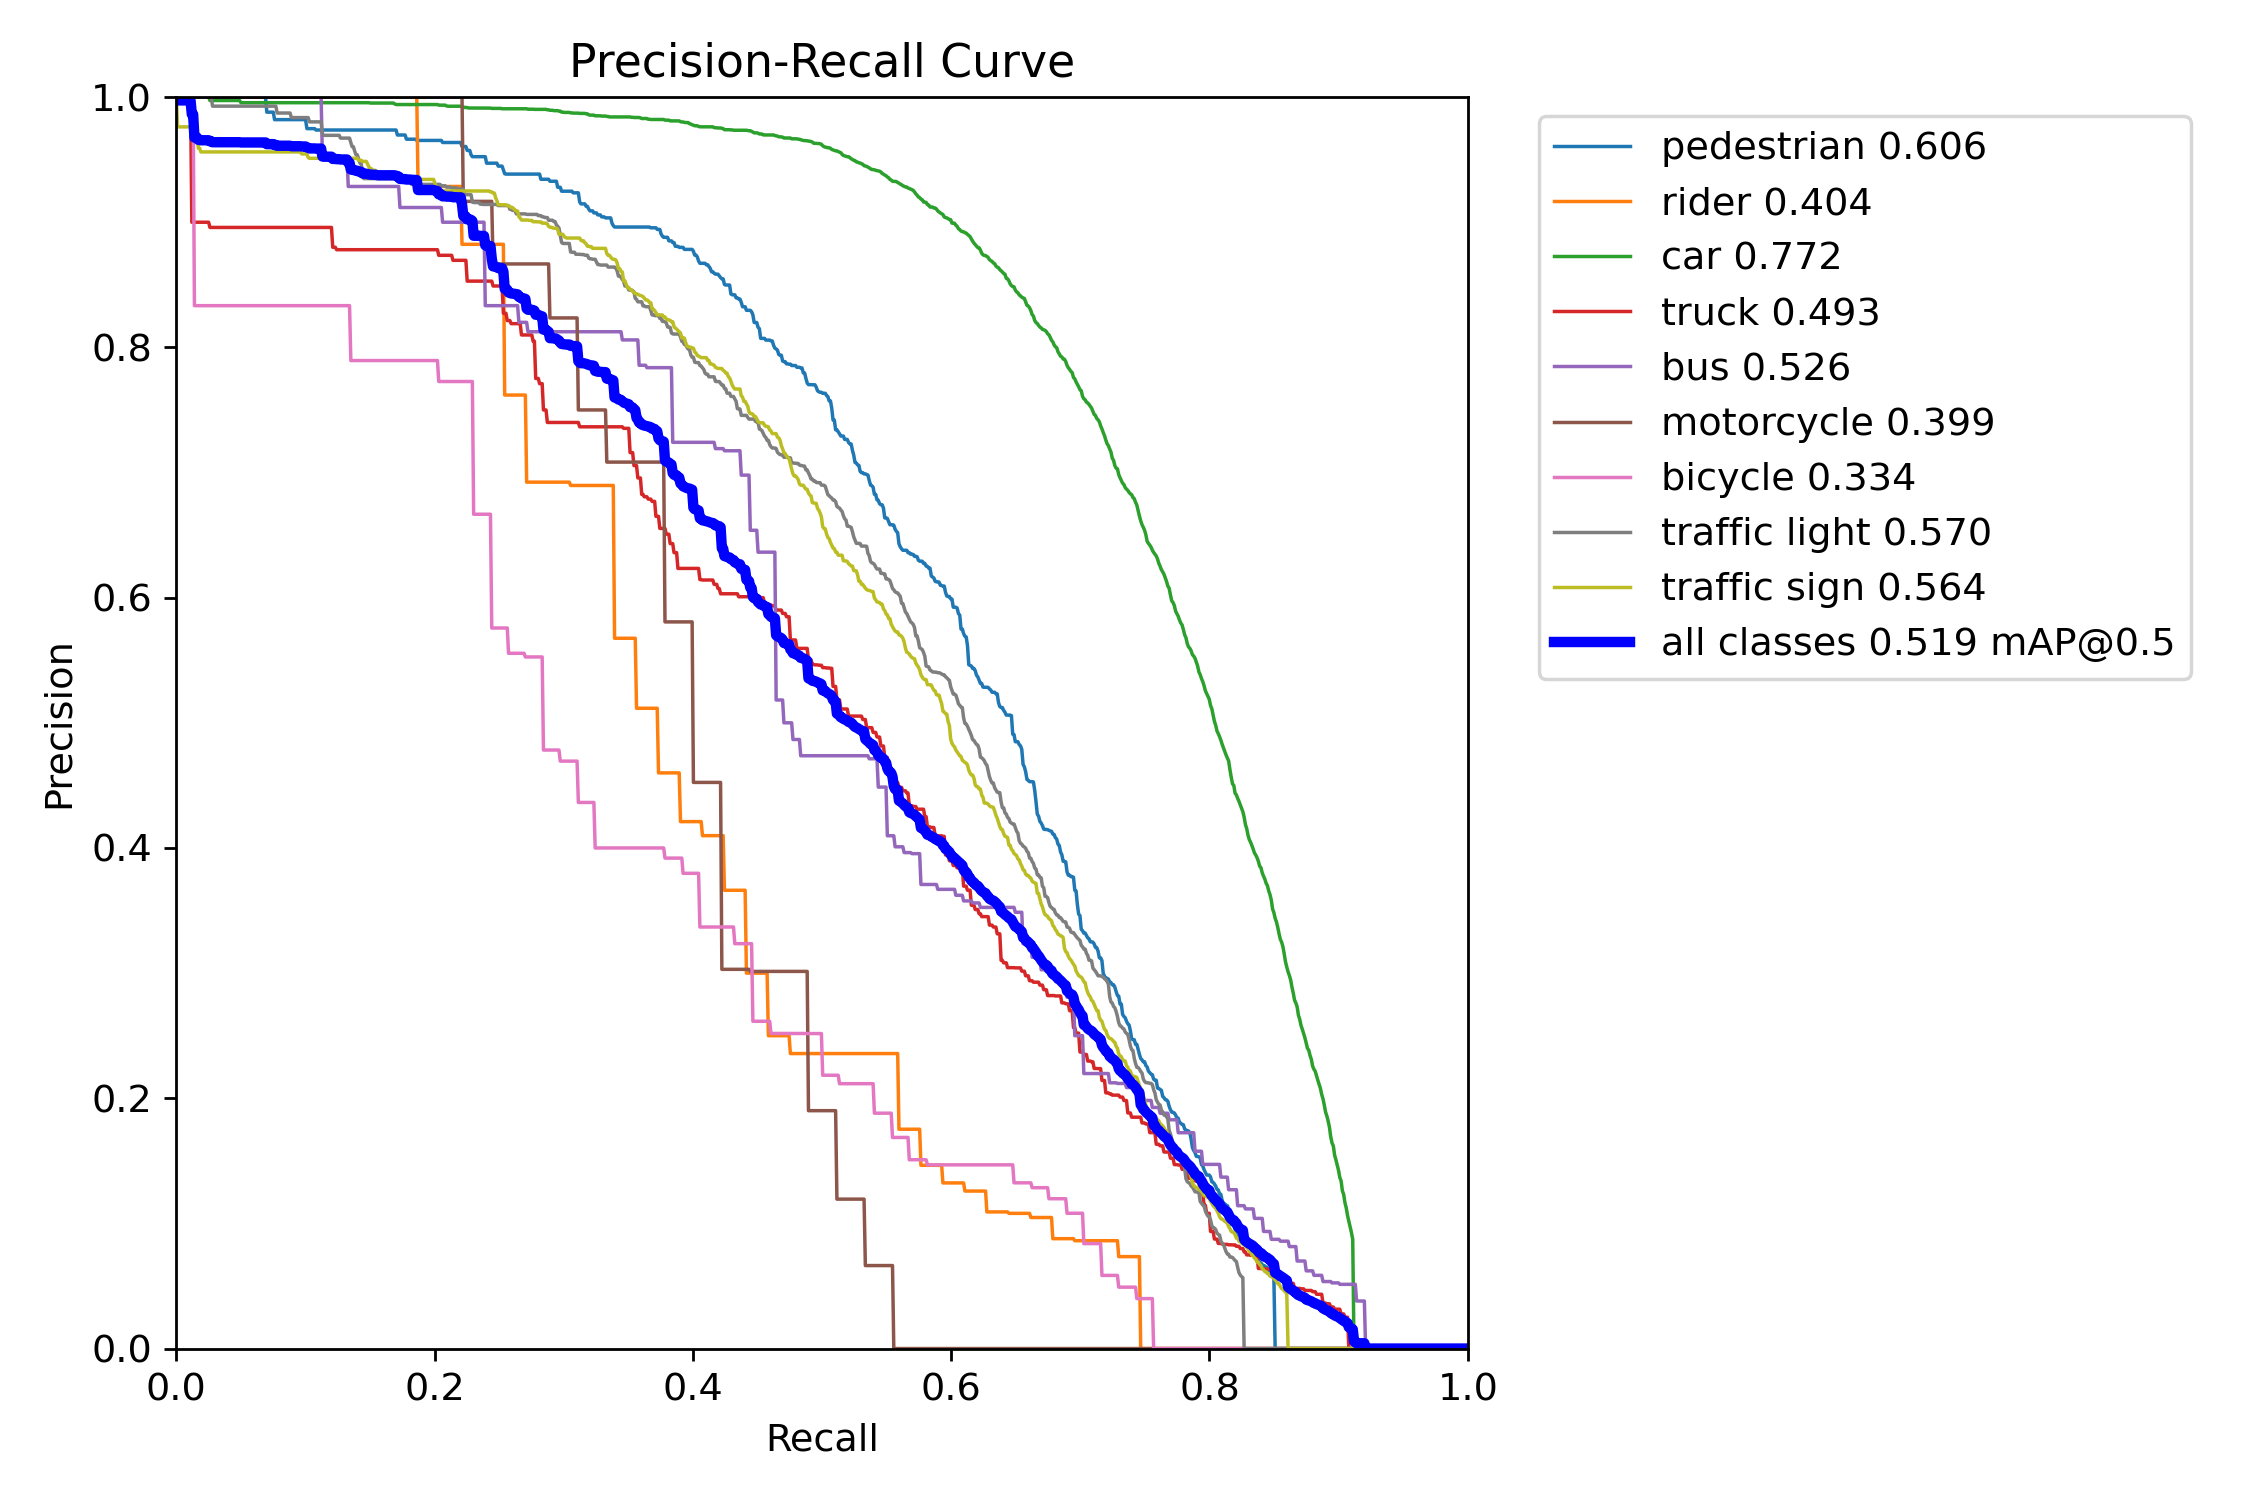 Precision-Recall Curve
1.0
0.8
0.6
0.4
0.2
0.0
Precision
0.0 0.2 0.4 0.6 0.8 1.0
Recall
pedestrian 0.606
rider 0.404
car 0.772
truck 0.493
bus 0.526
motorcycle 0.399
bicycle 0.334
traffic light 0.570
traffic sign 0.564
all classes 0.519 mAP@0.5